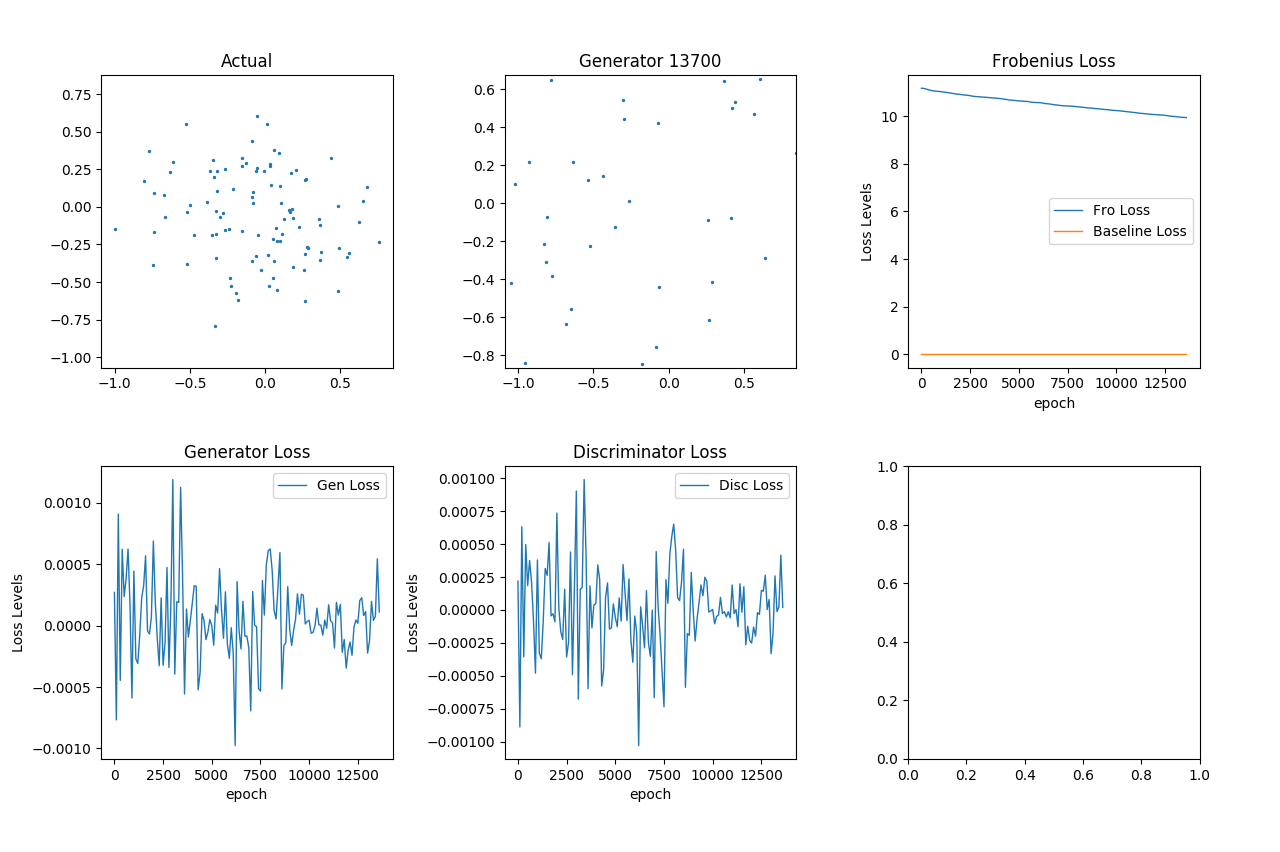 Actual
0.75
0.50
0.25
0.00
−0.25
−0.50
−0.75
−1.00
−1.0 −0.5 0.0 0.5
Generator 13700
0.6
0.4
0.2
0.0
−0.2
−0.4
−0.6
−0.8
−1.0 −0.5 0.0 0.5
Frobenius Loss
Loss Levels
10
8
6
4
2
0
Fro Loss
Baseline Loss
0 2500 5000 7500 10000 12500
epoch
Generator Loss
Loss Levels
0.0010
0.0005
0.0000
−0.0005
−0.0010
Gen Loss
0 2500 5000 7500 10000 12500
epoch
Discriminator Loss
Loss Levels
0.00100
0.00075
0.00050
0.00025
0.00000
−0.00025
−0.00050
−0.00075
−0.00100
Disc Loss
0 2500 5000 7500 10000 12500
epoch
1.0
0.8
0.6
0.4
0.2
0.0
0.0 0.2 0.4 0.6 0.8 1.0